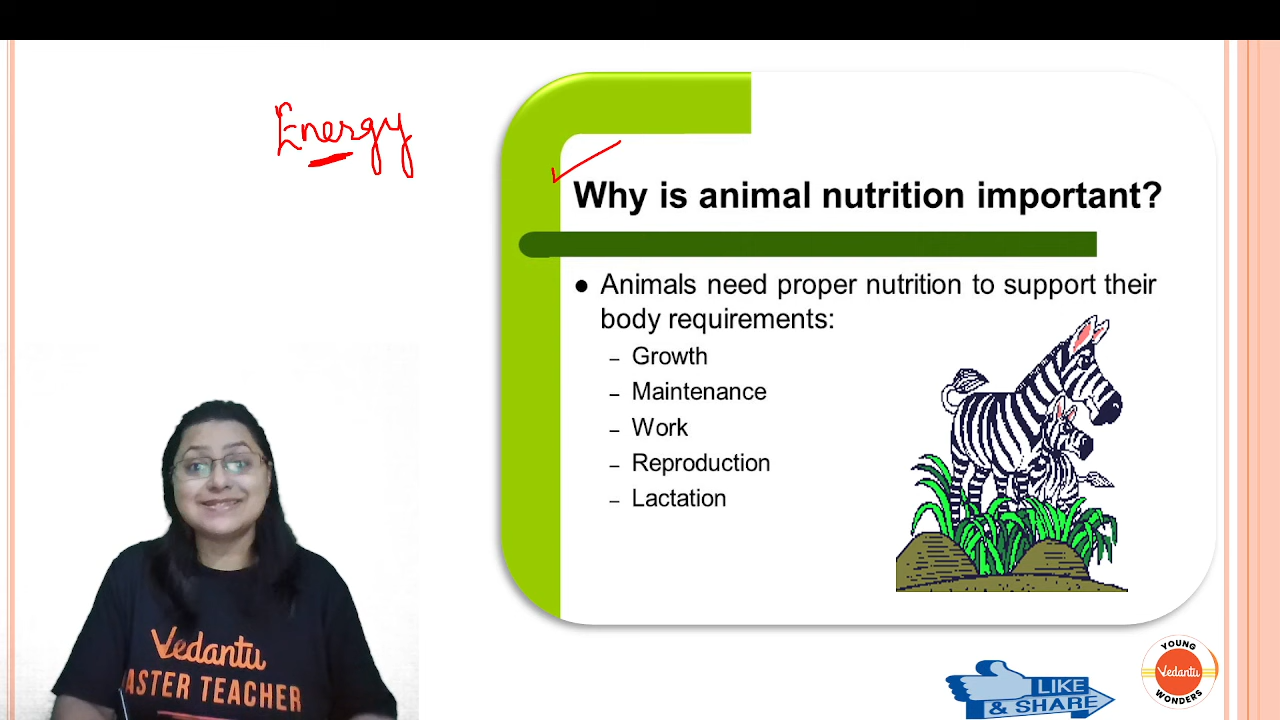 Energy
Why is animal nutrition important?
● Animals need proper nutrition to support their
body requirements:
– Growth
– Maintenance
– Work
– Reproduction
– Lactation
Vedantu
ASTER TEACHER
LIKE
& SHARE
YOUNG
Vedantu
WONDERS